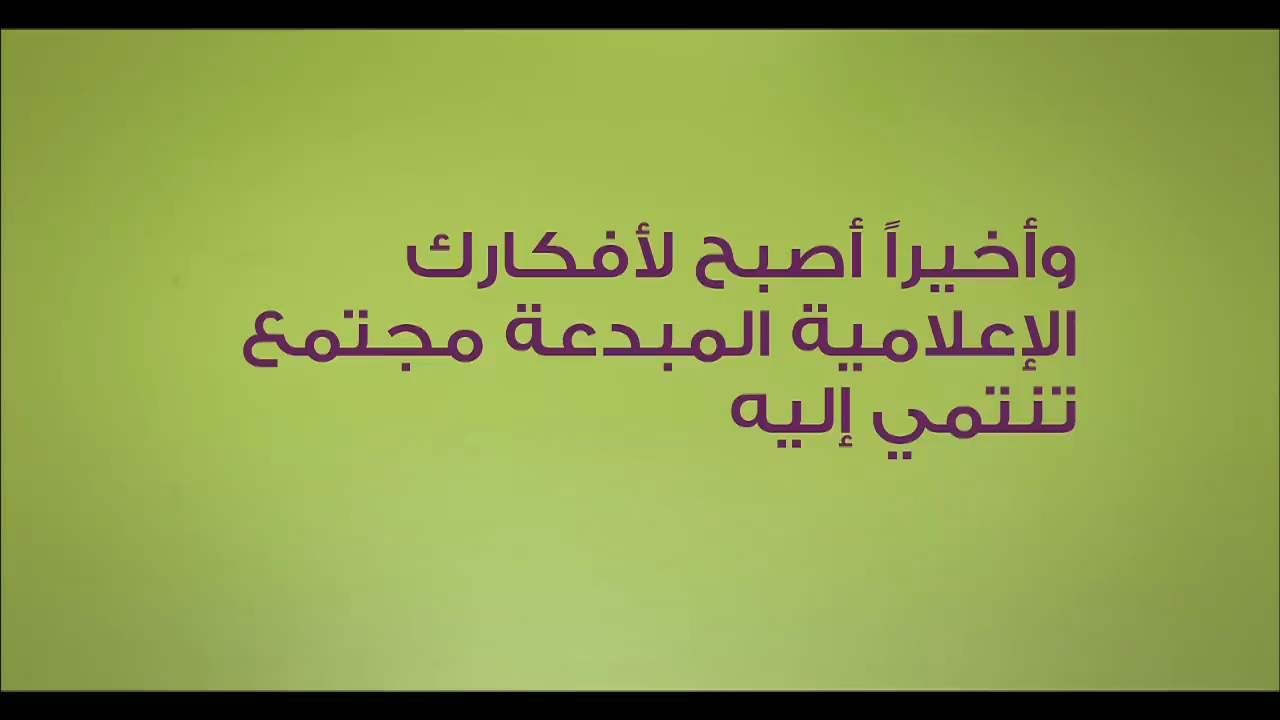 وأخيراً أصبح لأفكارك
الإعلامية المبدعة مجتمع
تنتمي إليه